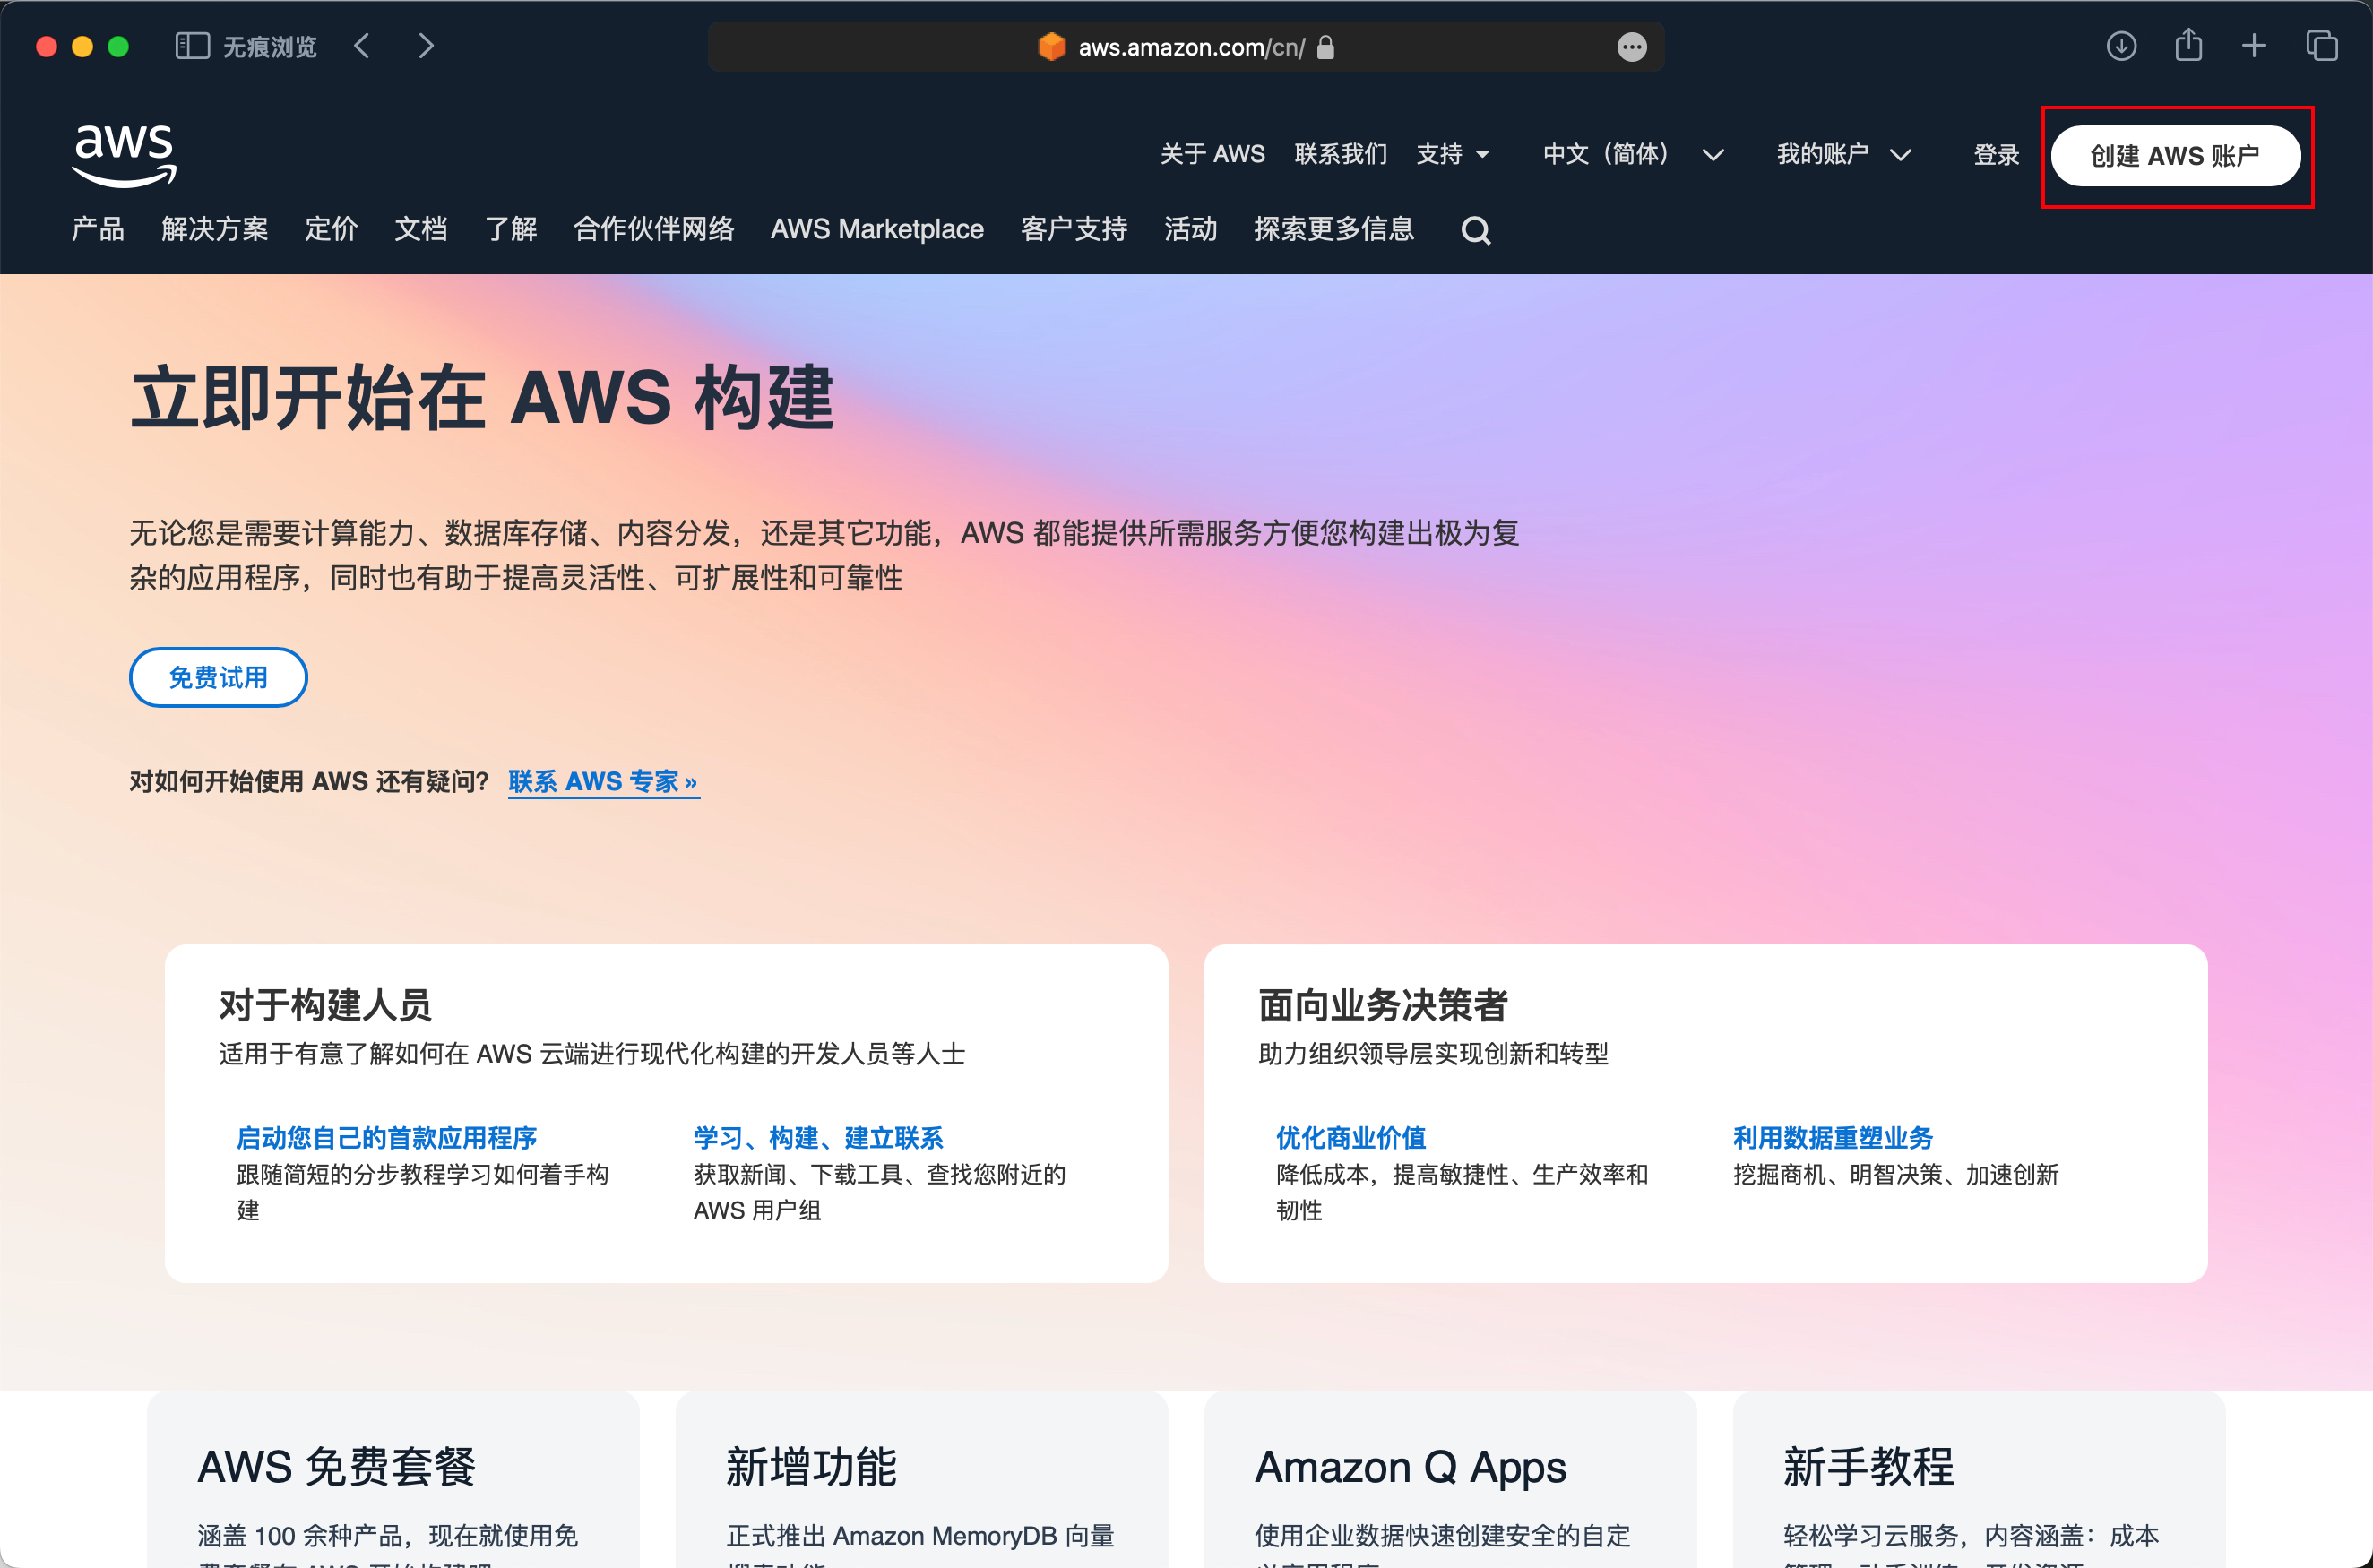 无痕浏览
aws.amazon.com/cn/
aws
关于 AWS 联系我们 支持 中文（简体） 我的账户 登录 创建 AWS 账户
产品 解决方案 定价 文档 了解 合作伙伴网络 AWS Marketplace 客户支持 活动 探索更多信息
立即开始在 AWS 构建
无论您是需要计算能力、数据库存储、内容分发，还是其它功能，AWS 都能提供所需服务方便您构建出极为复
杂的应用程序，同时也有助于提高灵活性、可扩展性和可靠性
免费试用
对如何开始使用 AWS 还有疑问？ 联系 AWS 专家 »
对于构建人员
适用于有意了解如何在 AWS 云端进行现代化构建的开发人员等人士
启动您自己的首款应用程序
跟随简短的分步教程学习如何着手构
建
学习、构建、建立联系
获取新闻、下载工具、查找您附近的
AWS 用户组
面向业务决策者
助力组织领导层实现创新和转型
优化商业价值
降低成本，提高敏捷性、生产效率和
韧性
利用数据重塑业务
挖掘商机、明智决策、加速创新
AWS 免费套餐
涵盖 100 余种产品，现在就使用免
新增功能
正式推出 Amazon MemoryDB 向量
Amazon Q Apps
使用企业数据快速创建安全的自定
新手教程
轻松学习云服务，内容涵盖：成本